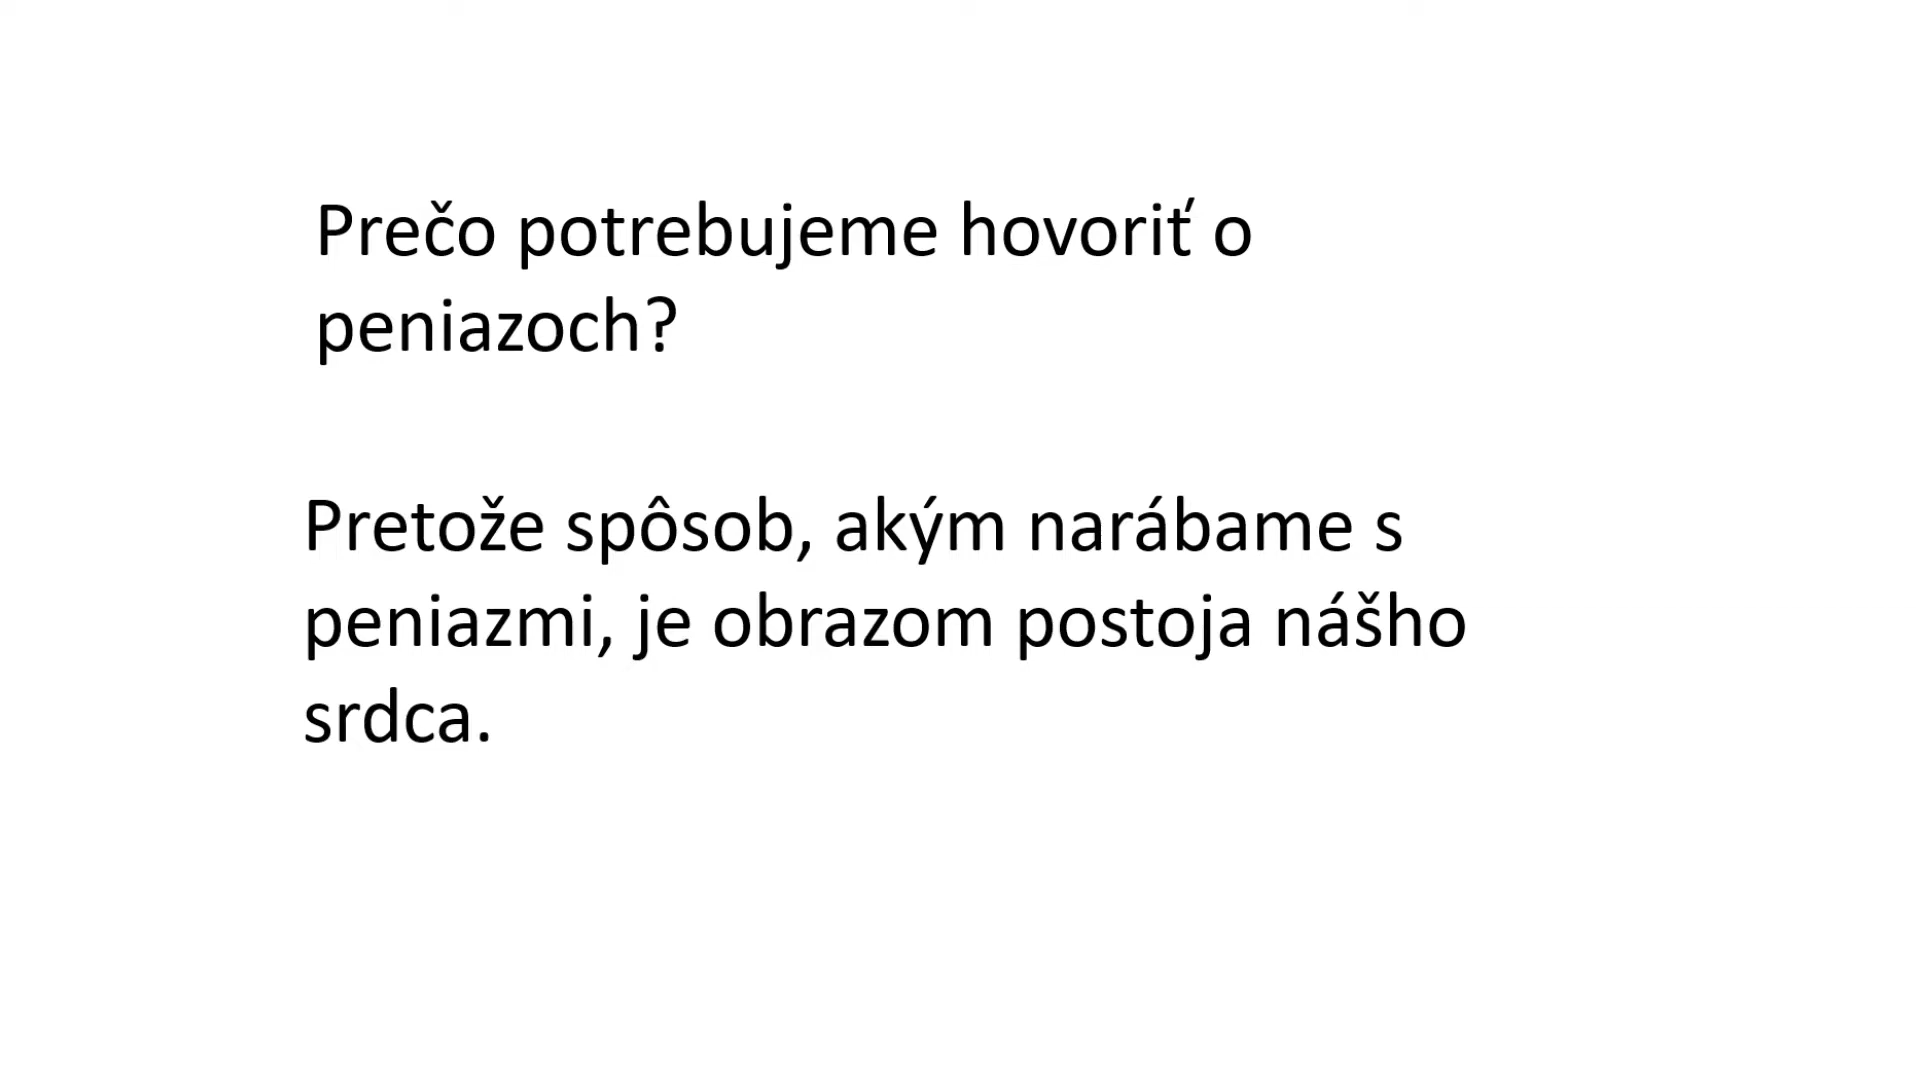 Prečo potrebujeme hovoriť o
peniazoch?
Pretože spôsob, akým narábame s
peniazmi, je obrazom postoja nášho
srdca.